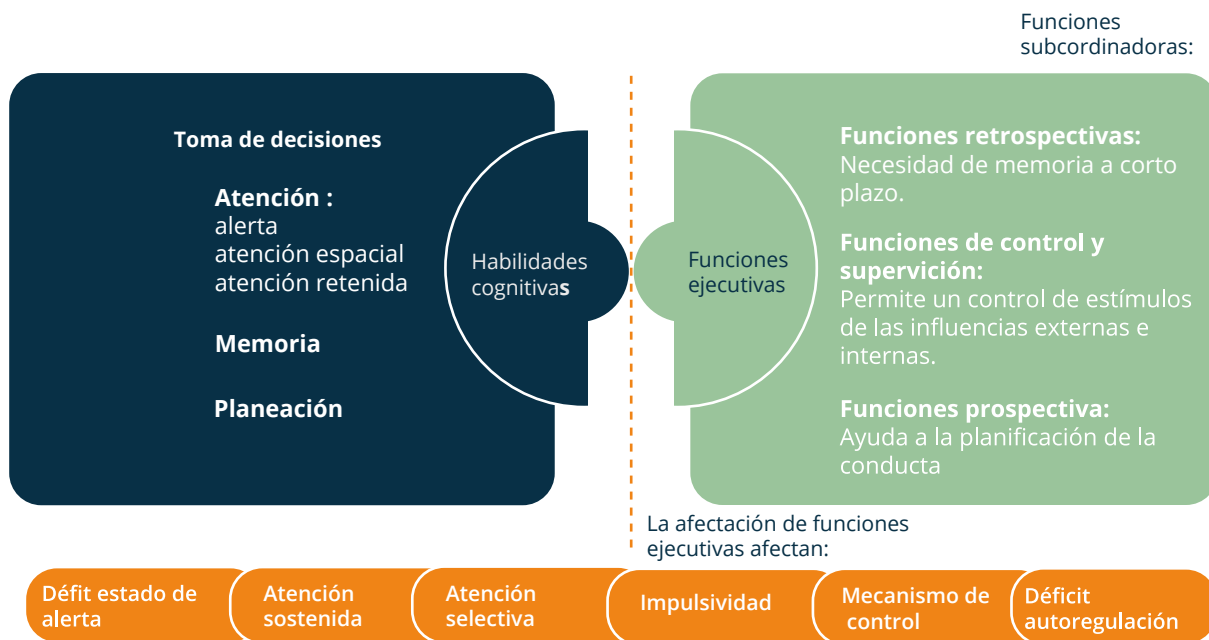 Funciones
subcordinadoras:
Toma de decisiones
Atención :
alerta
atención espacial
atención retenida
Memoria
Planeación
Habilidades
cognitivas
Funciones
ejecutivas
Funciones retrospectivas:
Necesidad de memoria a corto
plazo.
Funciones de control y
supervición:
Permite un control de estímulos
de las influencias externas e
internas.
Funciones prospectiva:
Ayuda a la planificación de la
conducta
La afectación de funciones
ejecutivas afectan:
Défit estado de
alerta
Atención
sostenida
Atención
selectiva
Impulsividad
Mecanismo de
control
Déficit
autoregulación